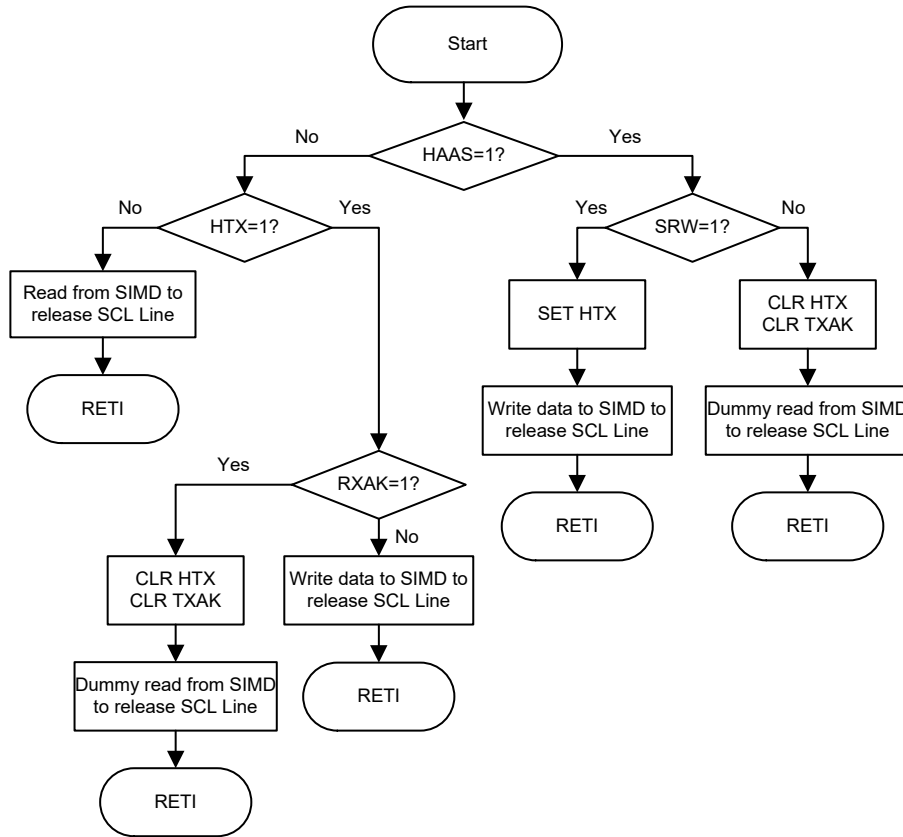 Start
No
HAAS=1?
Yes
No
HTX=1?
Yes
Yes
SRW=1?
No
Read from SIMD to
release SCL Line
SET HTX
CLR HTX
CLR TXAK
RETI
Write data to SIMD to
release SCL Line
Dummy read from SIMD
to release SCL Line
Yes
RXAK=1?
RETI
RETI
No
CLR HTX
CLR TXAK
Write data to SIMD to
release SCL Line
Dummy read from SIMD
to release SCL Line
RETI
RETI